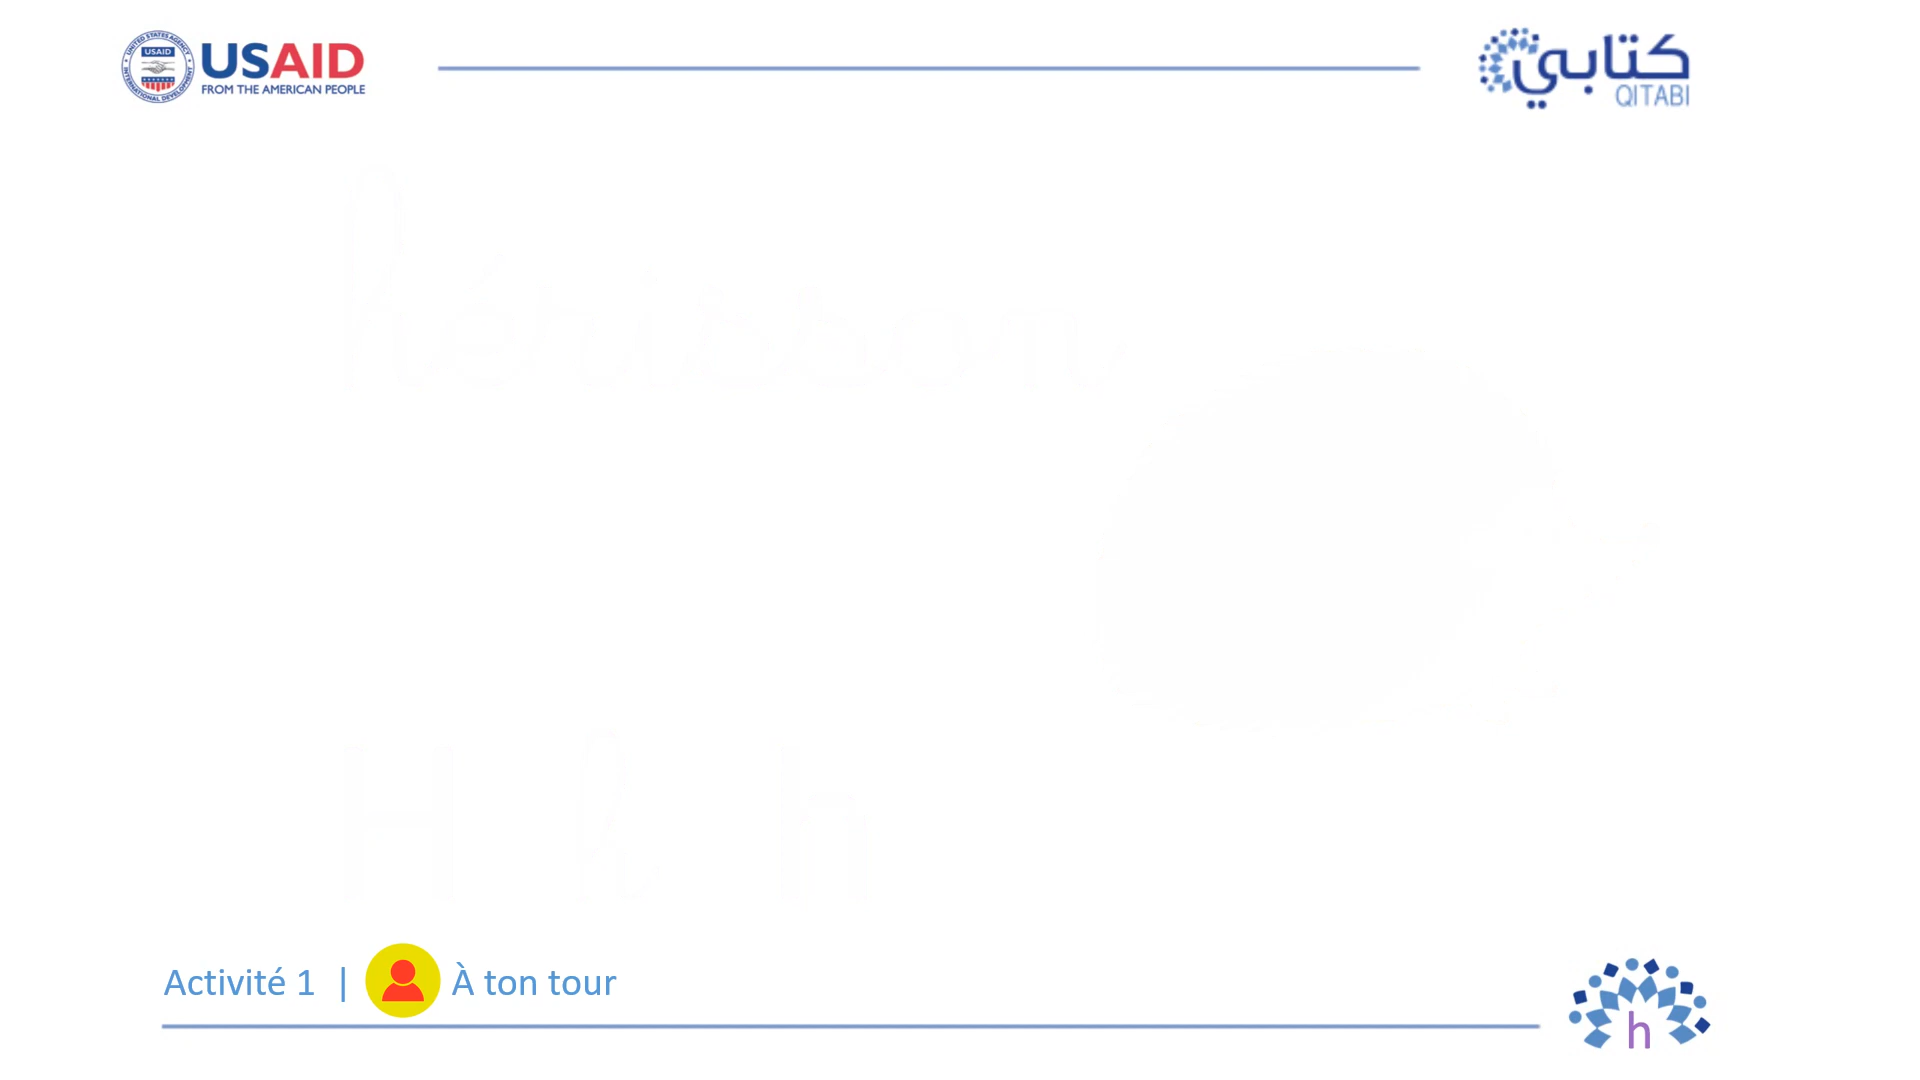 USAID
FROM THE AMERICAN PEOPLE
كتابي
QITABI
hérisson
H h h
Activité 1 | À ton tour
h